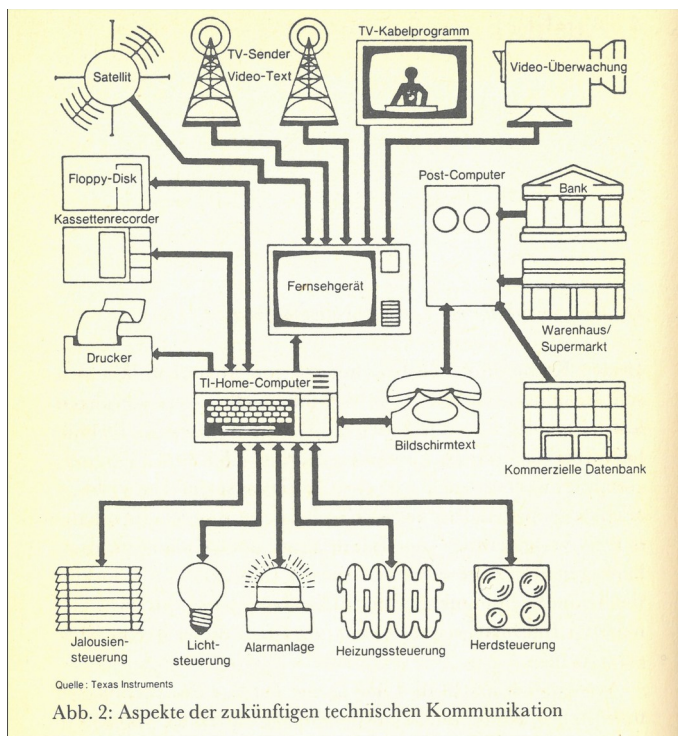 TV-Kabelprogramm
TV-Sender
Video-Text
Satellit
Video-Überwachung
Post-Computer
Floppy-Disk
Bank
Kassettenrecorder
Fernsehgerät
Warenhaus/
Supermarkt
Drucker
TI-Home-Computer
Bildschirmtext
Kommerzielle Datenbank
Jalousien-
steuerung
Licht-
steuerung
Alarmanlage
Heizungssteuerung
Herdsteuerung
Quelle: Texas Instruments
Abb. 2: Aspekte der zukünftigen technischen Kommunikation